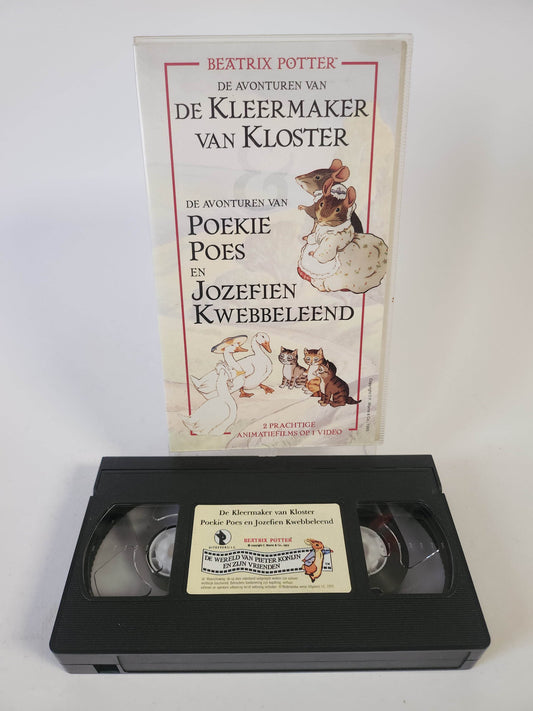 BEATRIX POTTER™
DE AVONTUREN VAN
DE KLEERMAKER
VAN KLOSTER
DE AVONTUREN VAN
POEKIE
POES
EN
JOZEFIEN
KWEBBELEEND
2 PRACHTIGE
ANIMATIEFILMS OP 1 VIDEO
De Kleermaker van Kloster
Poekie Poes en Jozefien Kwebbeleend
BEATRIX POTTER™
DE WERELD VAN PIETER KONIJN
EN ZIJN VRIENDEN